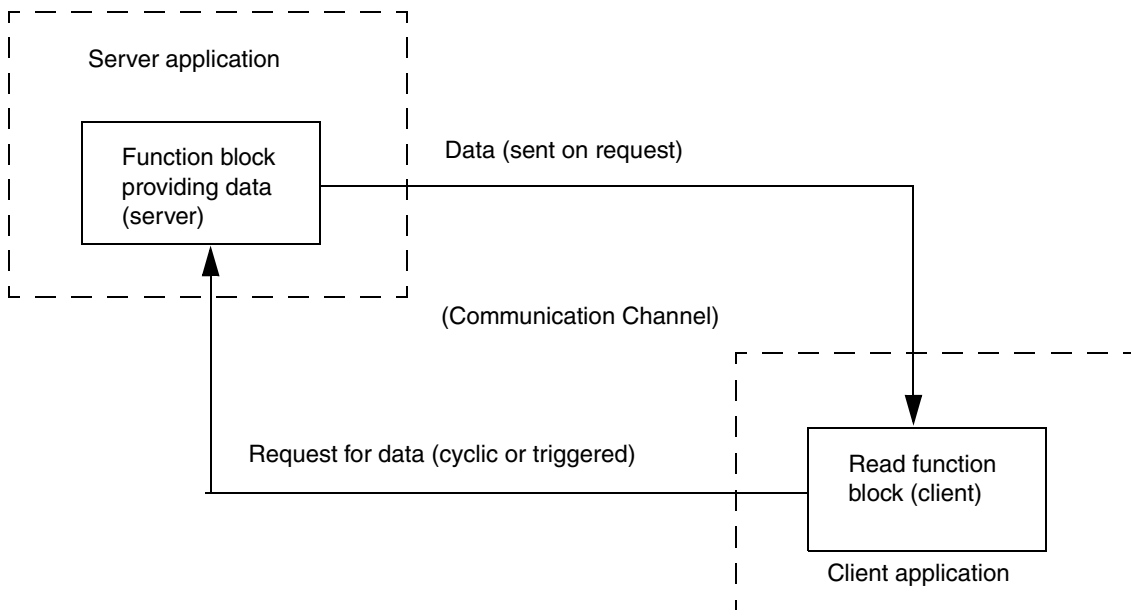 Server application
Function block
providing data
(server)
Data (sent on request)
(Communication Channel)
Request for data (cyclic or triggered)
Read function
block (client)
Client application